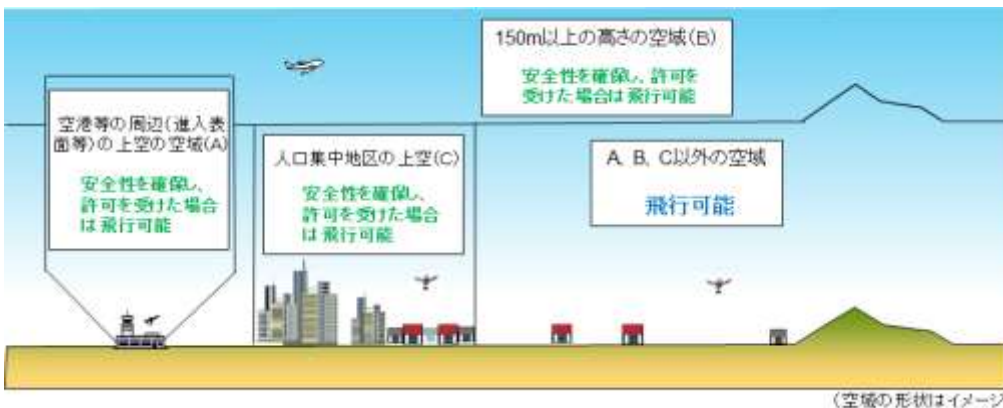 150m以上の高さの空域(B)
安全性を確保し、許可を
受けた場合は飛行可能
空港等の周辺(進入表
面等)の上空の空域(A)
安全性を確保し、
許可を受けた場合
は飛行可能
人口集中地区の上空(C)
安全性を確保し、
許可を受けた場合
は飛行可能
A, B, C以外の空域
飛行可能
(空域の形状はイメージ